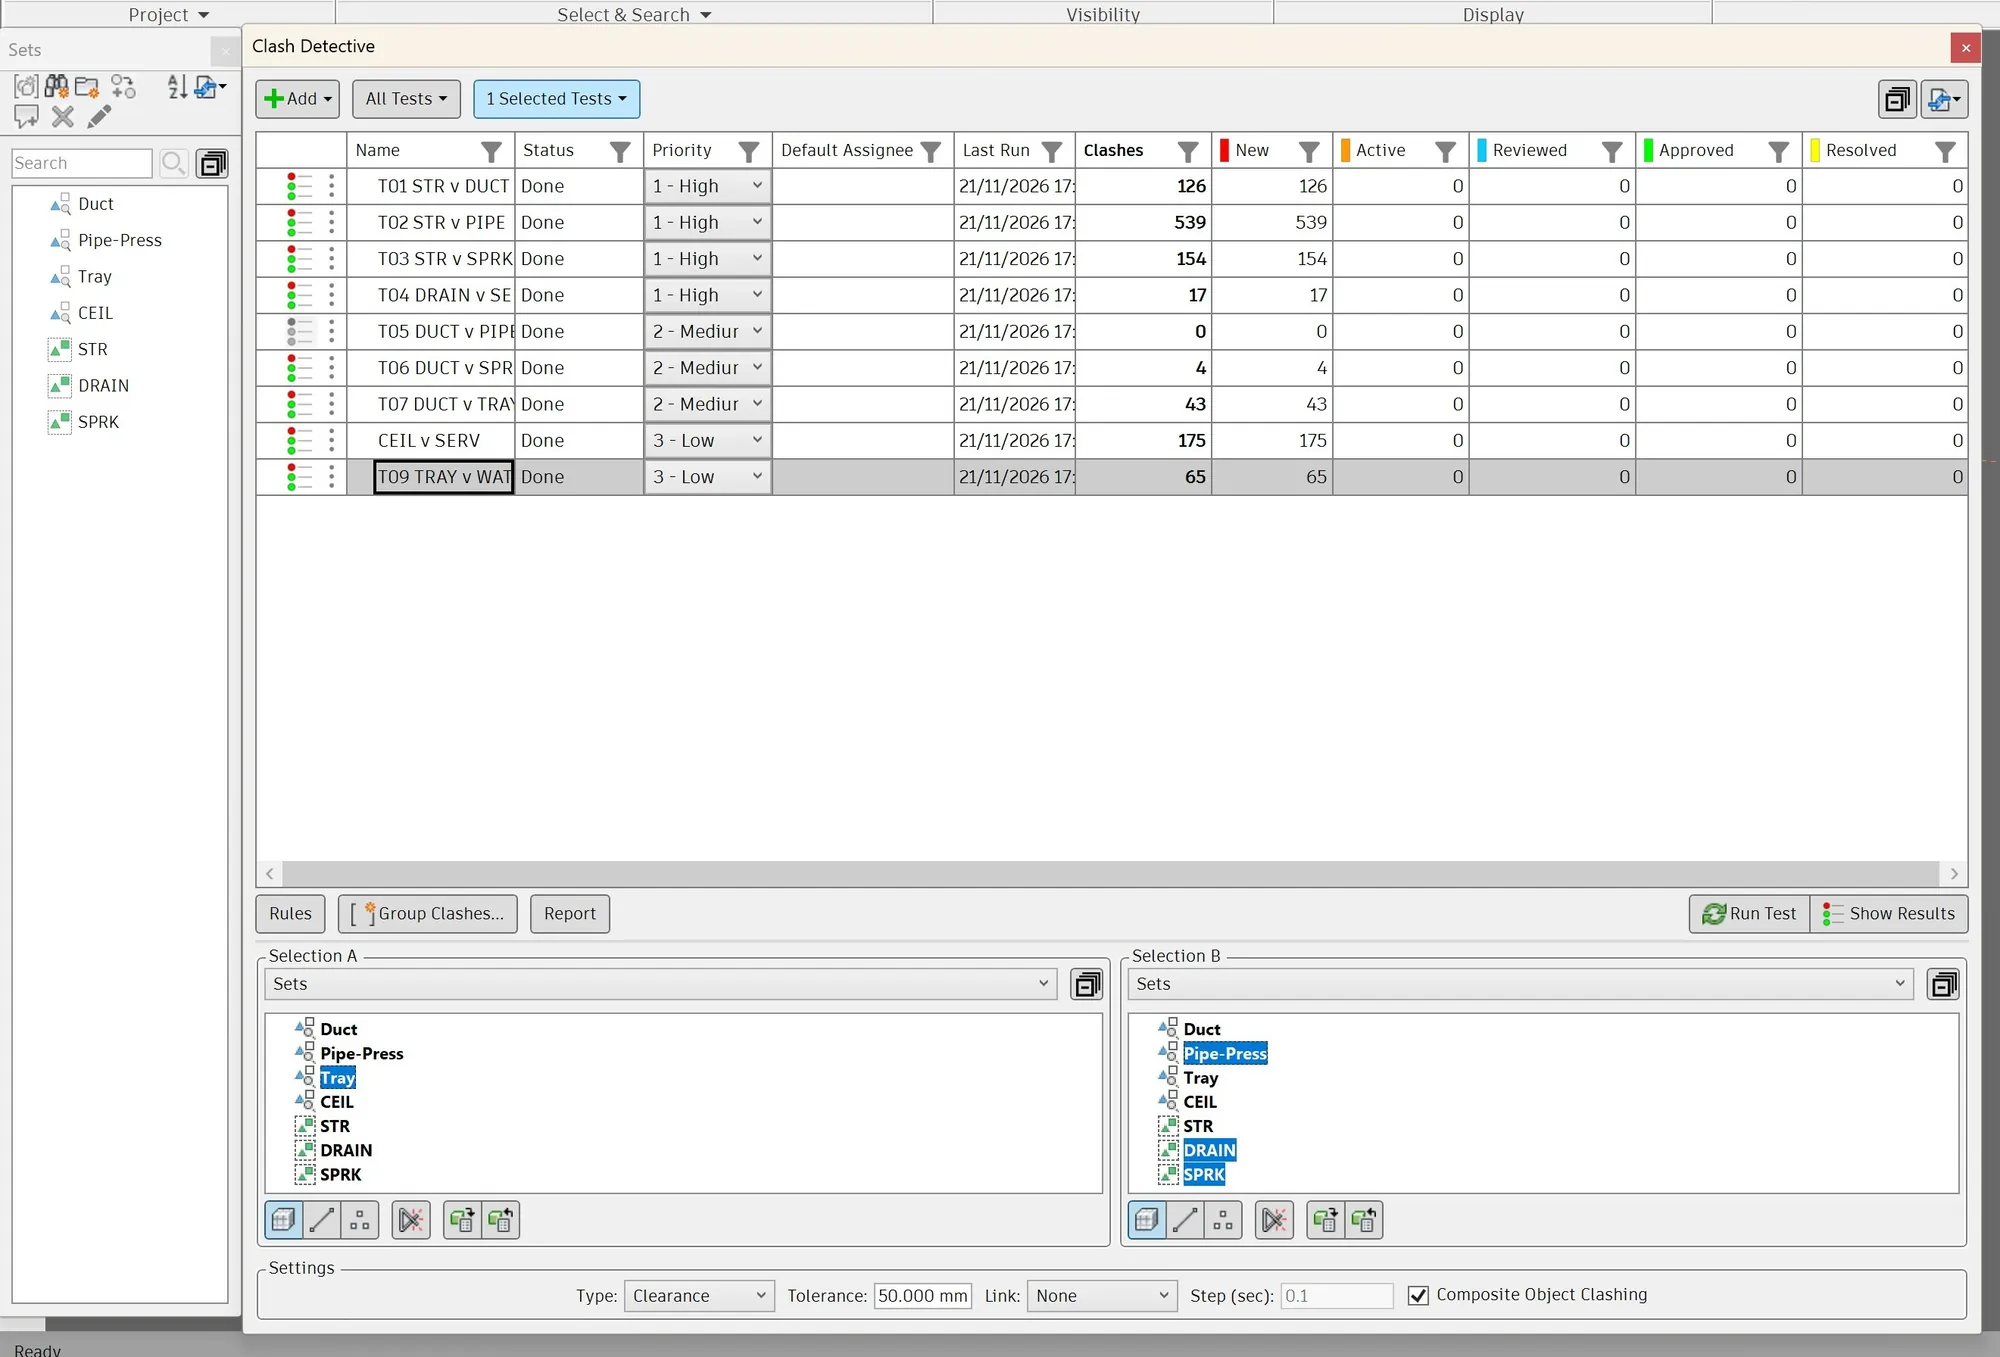 Project Select & Search Visibility Display
Sets
Clash Detective
Add All Tests 1 Selected Tests
Search
Duct
Pipe-Press
Tray
CEIL
STR
DRAIN
SPRK
Name Status Priority Default Assignee Last Run Clashes New Active Reviewed Approved Resolved
T01 STR v DUCT Done 1 - High 21/11/2026 17: 126 126 0 0 0 0
T02 STR v PIPE Done 1 - High 21/11/2026 17: 539 539 0 0 0 0
T03 STR v SPRK Done 1 - High 21/11/2026 17: 154 154 0 0 0 0
T04 DRAIN v SE Done 1 - High 21/11/2026 17: 17 17 0 0 0 0
T05 DUCT v PIPE Done 2 - Mediur 21/11/2026 17: 0 0 0 0 0 0
T06 DUCT v SPR Done 2 - Mediur 21/11/2026 17: 4 4 0 0 0 0
T07 DUCT v TRAY Done 2 - Mediur 21/11/2026 17: 43 43 0 0 0 0
CEIL v SERV Done 3 - Low 21/11/2026 17: 175 175 0 0 0 0
T09 TRAY v WAT Done 3 - Low 21/11/2026 17: 65 65 0 0 0 0
Rules Group Clashes... Report Run Test Show Results
Selection A
Sets
Duct
Pipe-Press
Tray
CEIL
STR
DRAIN
SPRK
Selection B
Sets
Duct
Pipe-Press
Tray
CEIL
STR
DRAIN
SPRK
Settings
Type: Clearance Tolerance: 50.000 mm Link: None Step (sec): 0.1 Composite Object Clashing
Ready